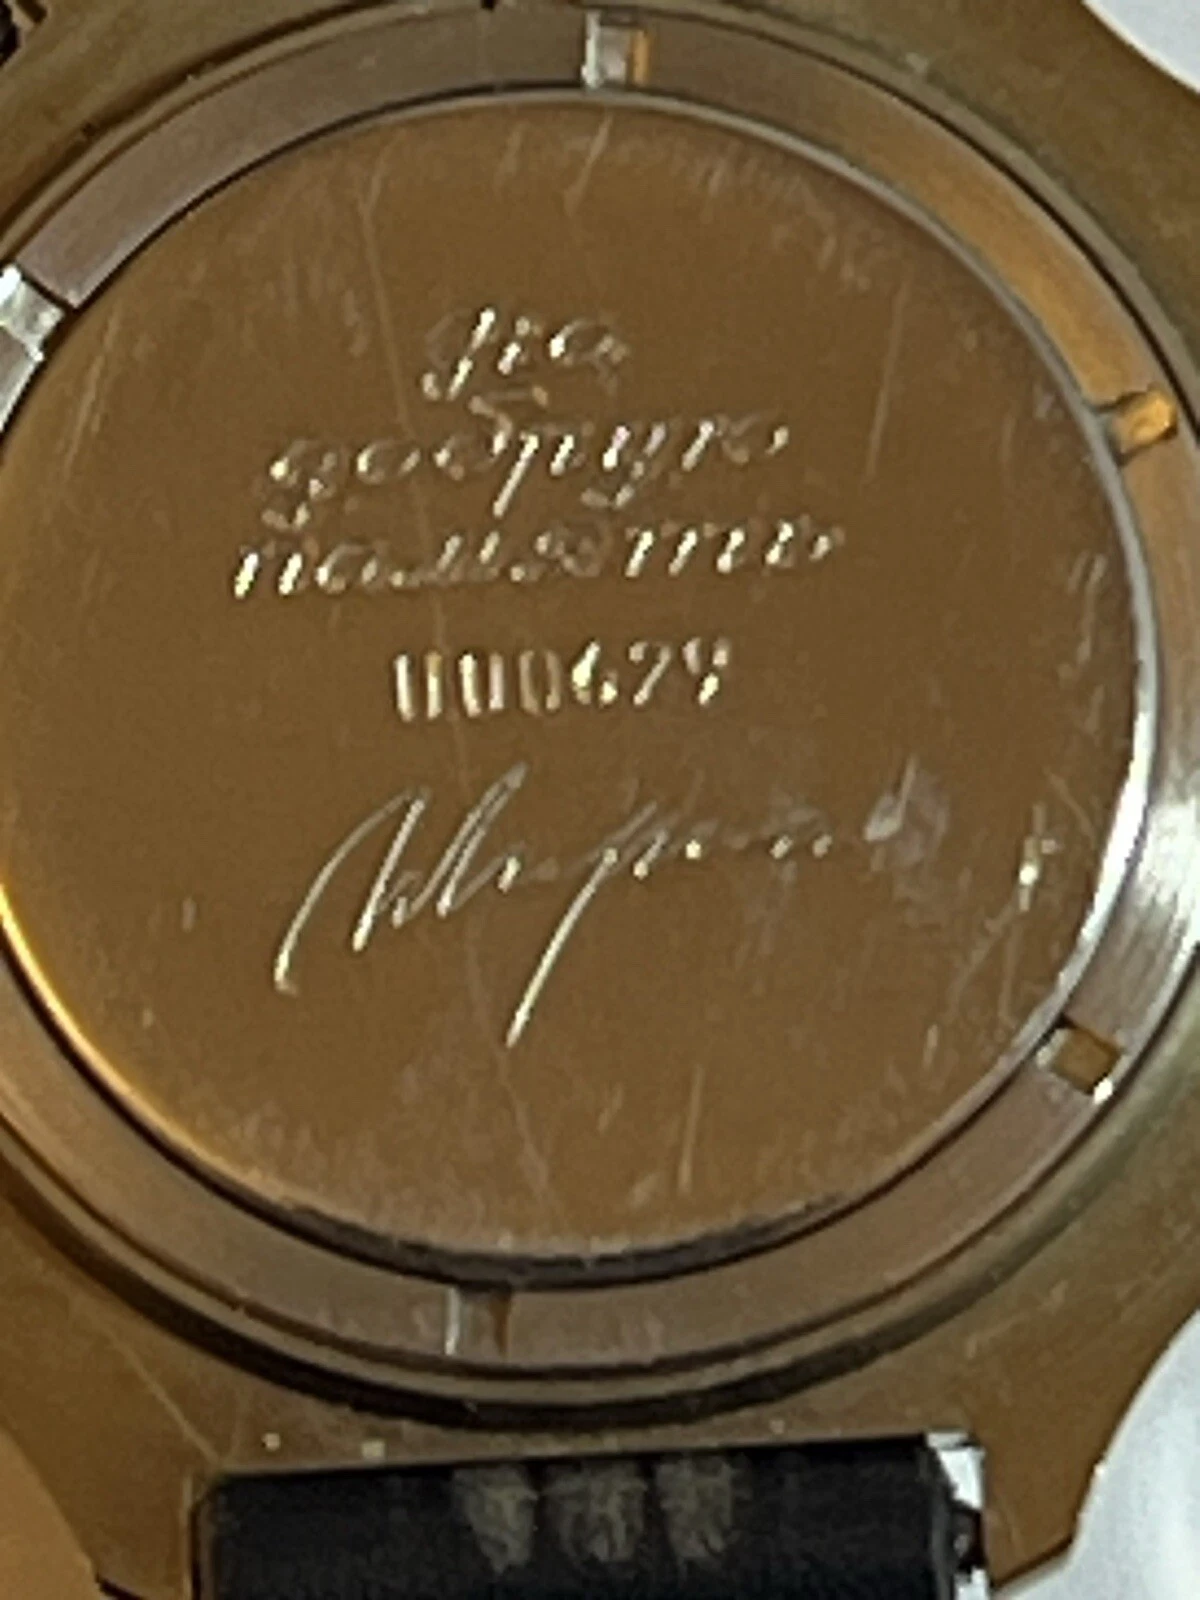 На
добрую
память
000679